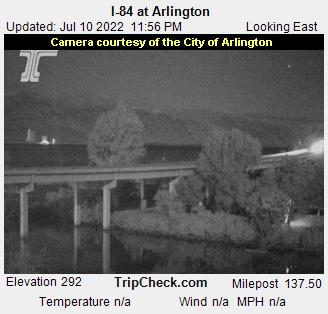 I-84 at Arlington
Updated: Jul 10 2022 11:56 PM Looking East
Camera courtesy of the City of Arlington
Elevation 292 TripCheck.com Milepost 137.50
Temperature n/a Wind n/a MPH n/a